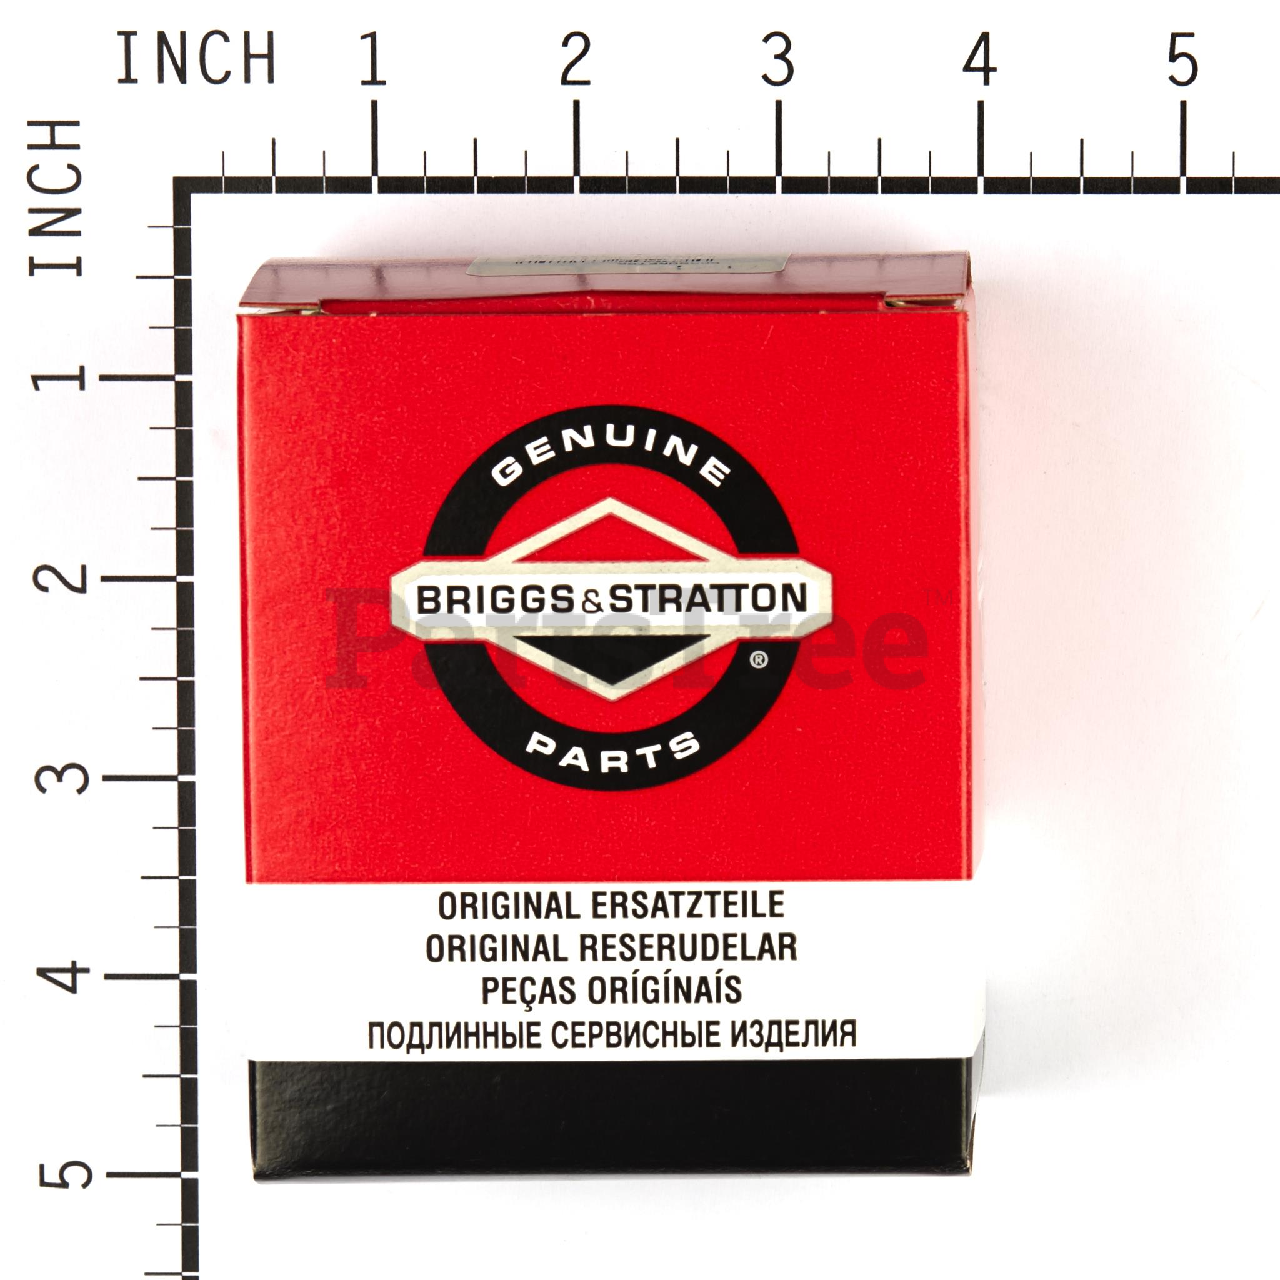 INCH 1 2 3 4 5
INCH
1
2
3
4
5
GENUINE
BRIGGS & STRATTON
®
PARTS
PartsTree™
ORIGINAL ERSATZTEILE
ORIGINAL RESERUDELAR
PEÇAS ORÍGÍNAÍS
ПОДЛИННЫЕ СЕРВИСНЫЕ ИЗДЕЛИЯ